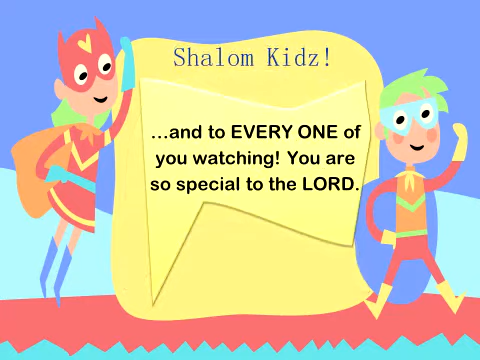 Shalom Kidz!
…and to EVERY ONE of
you watching! You are
so special to the LORD.